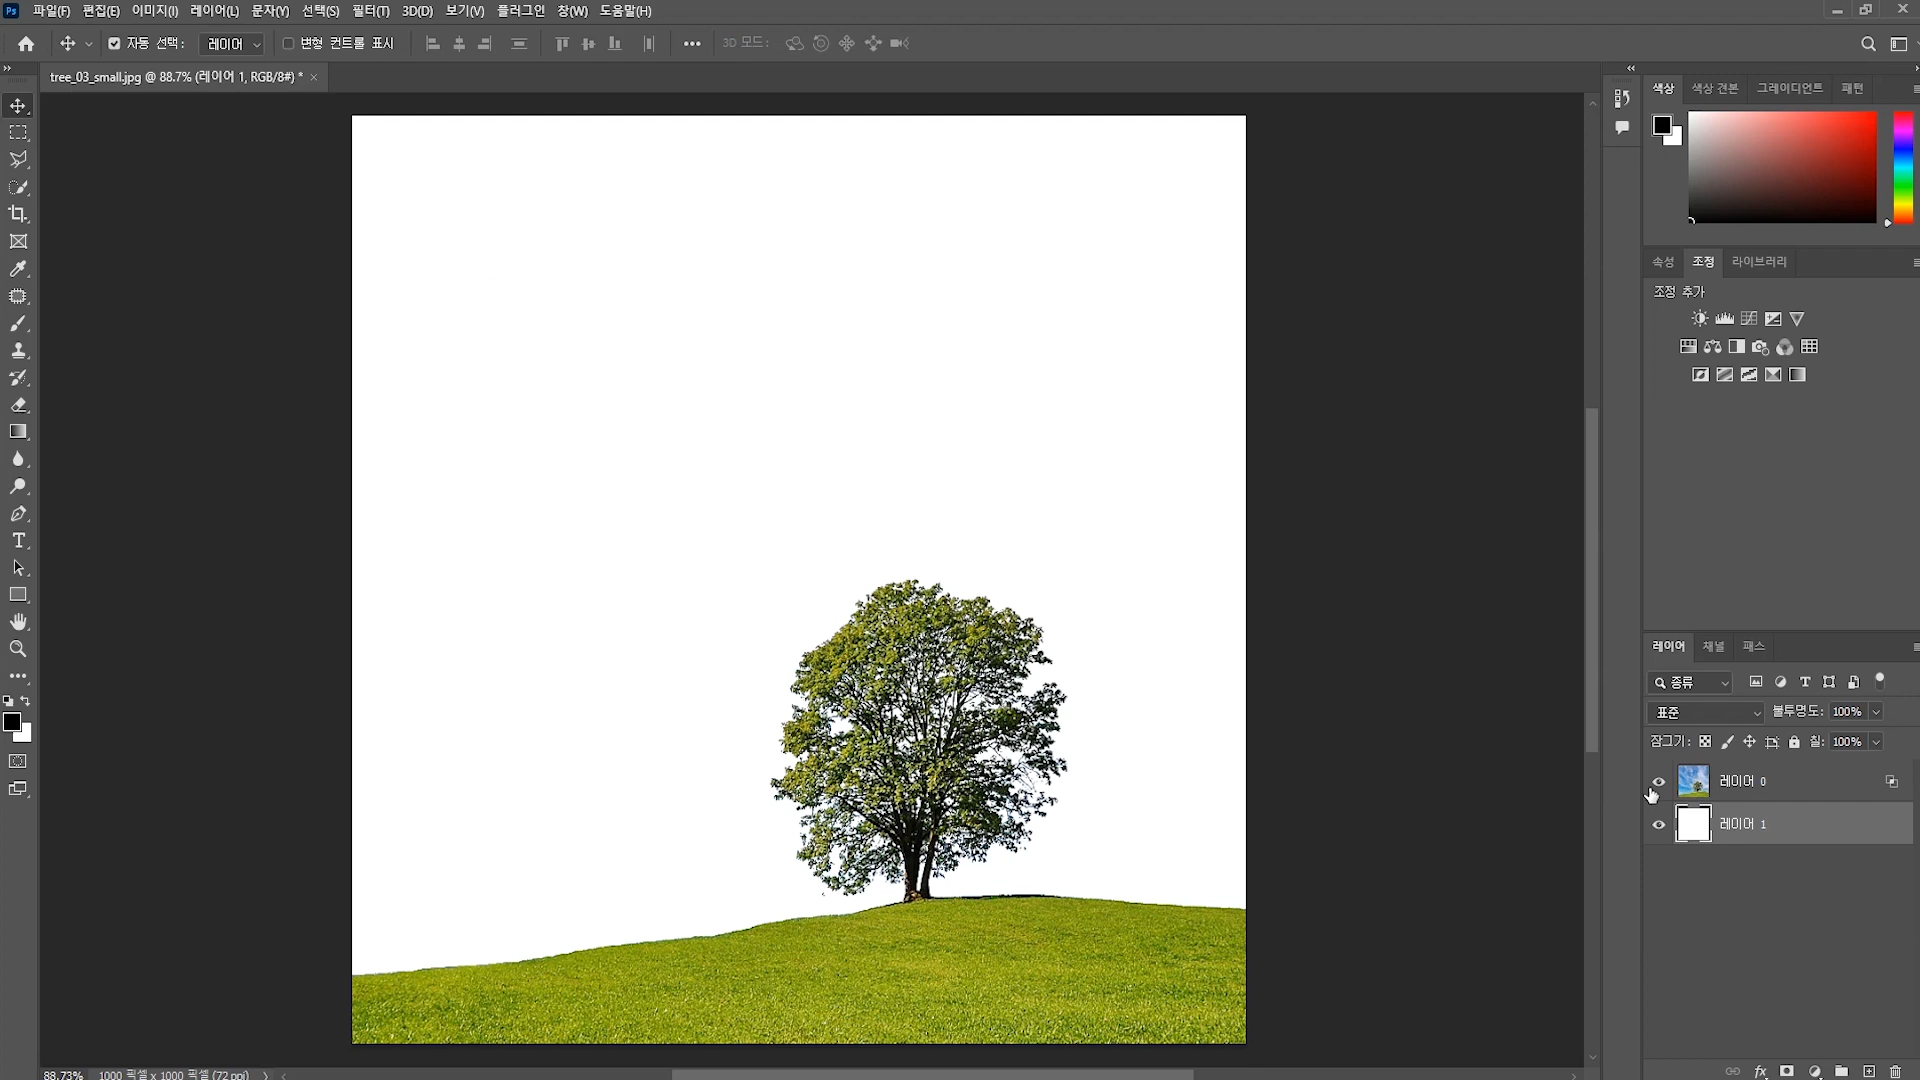 Ps 파일(F) 편집(E) 이미지(I) 레이어(L) 문자(Y) 선택(S) 필터(T) 3D(D) 보기(V) 플러그인 창(W) 도움말(H)
자동 선택: 레이어 변형 컨트롤 표시 3D 모드:
tree_03_small.jpg @ 88.7% (레이어 1, RGB/8#) *
색상 색상 견본 그레이디언트 패턴
속성 조정 라이브러리
조정 추가
레이어 채널 패스
종류
표준 불투명도: 100%
잠그기: 칠: 100%
레이어 0
레이어 1
fx
88.73% 1000 픽셀 x 1000 픽셀 (72 ppi)